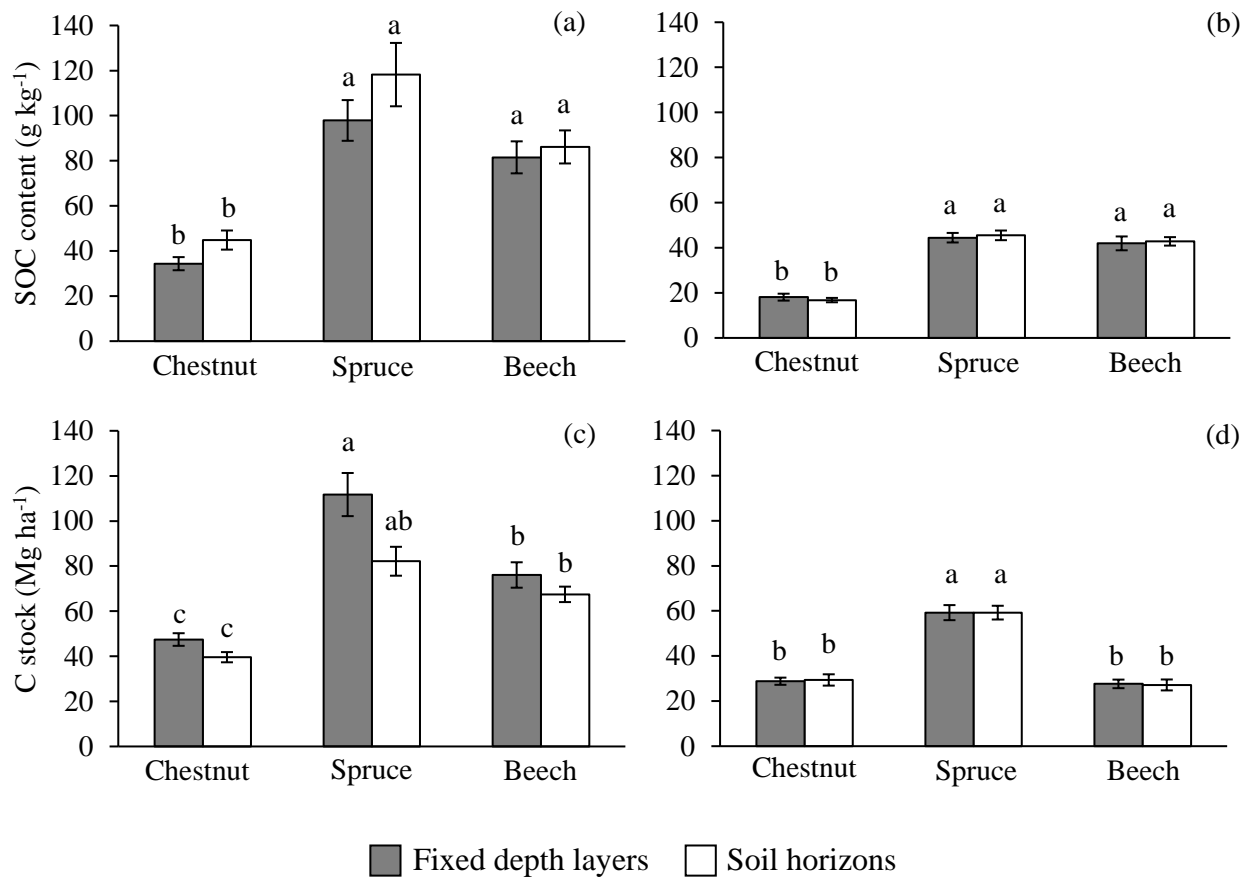 (a)
SOC content (g kg⁻¹)
140
120
100
80
60
40
20
0
b b a a a a
Chestnut Spruce Beech
(b)
140
120
100
80
60
40
20
0
b b a a a a
Chestnut Spruce Beech
(c)
C stock (Mg ha⁻¹)
140
120
100
80
60
40
20
0
c c a ab b b
Chestnut Spruce Beech
(d)
140
120
100
80
60
40
20
0
b b a a b b
Chestnut Spruce Beech
Fixed depth layers Soil horizons